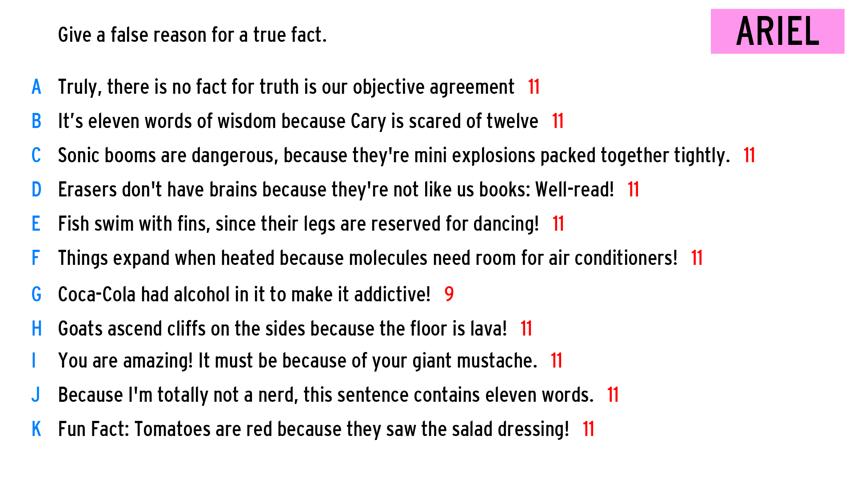 ARIEL
Give a false reason for a true fact.
A Truly, there is no fact for truth is our objective agreement 11
B It's eleven words of wisdom because Cary is scared of twelve 11
C Sonic booms are dangerous, because they're mini explosions packed together tightly. 11
D Erasers don't have brains because they're not like us books: Well-read! 11
E Fish swim with fins, since their legs are reserved for dancing! 11
F Things expand when heated because molecules need room for air conditioners! 11
G Coca-Cola had alcohol in it to make it addictive! 9
H Goats ascend cliffs on the sides because the floor is lava! 11
I You are amazing! It must be because of your giant mustache. 11
J Because I'm totally not a nerd, this sentence contains eleven words. 11
K Fun Fact: Tomatoes are red because they saw the salad dressing! 11